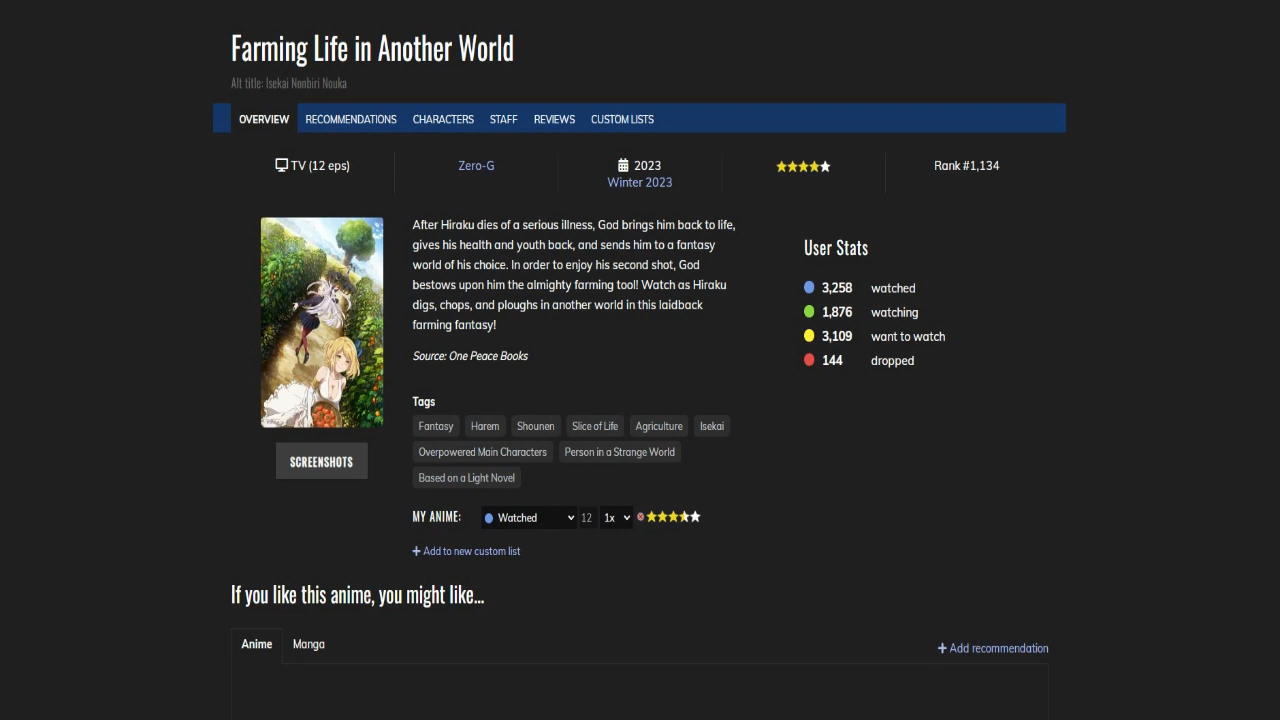 Farming Life in Another World
Alt title: Isekai Nonbiri Nouka
OVERVIEW RECOMMENDATIONS CHARACTERS STAFF REVIEWS CUSTOM LISTS
TV (12 eps)
Zero-G
2023
Winter 2023
Rank #1,134
After Hiraku dies of a serious illness, God brings him back to life,
gives his health and youth back, and sends him to a fantasy
world of his choice. In order to enjoy his second shot, God
bestows upon him the almighty farming tool! Watch as Hiraku
digs, chops, and ploughs in another world in this laidback
farming fantasy!
Source: One Peace Books
User Stats
3,258 watched
1,876 watching
3,109 want to watch
144 dropped
SCREENSHOTS
Tags
Fantasy Harem Shounen Slice of Life Agriculture Isekai
Overpowered Main Characters Person in a Strange World
Based on a Light Novel
MY ANIME: Watched 12 1x
+ Add to new custom list
If you like this anime, you might like...
Anime Manga
+ Add recommendation